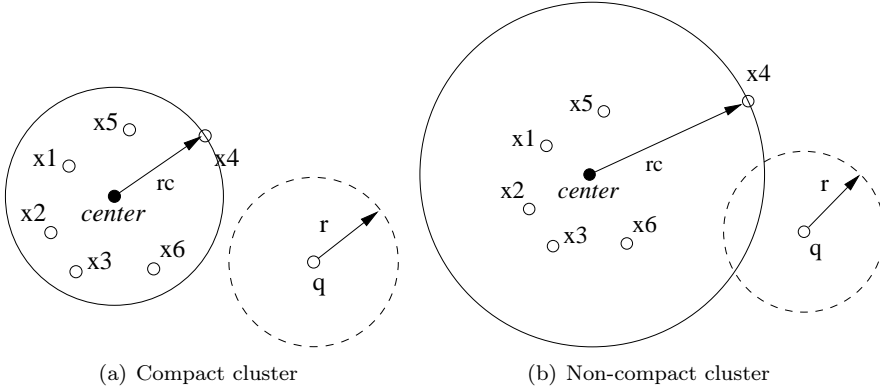 x5
x4
x1
rc
center
x2
x3
x6
r
q
(a) Compact cluster
x4
x5
x1
rc
center
x2
x3
x6
r
q
(b) Non-compact cluster